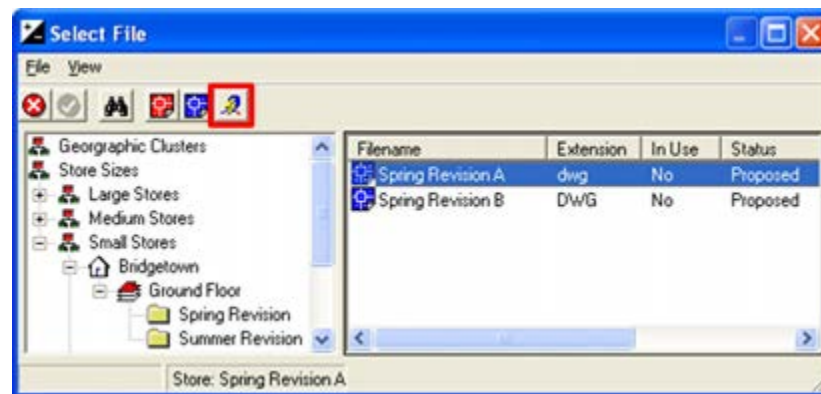 Select File
File View
Georgraphic Clusters
Store Sizes
Large Stores
Medium Stores
Small Stores
Bridgetown
Ground Floor
Spring Revision
Summer Revision
Filename Extension In Use Status
Spring Revision A dwg No Proposed
Spring Revision B DWG No Proposed
Store: Spring Revision A